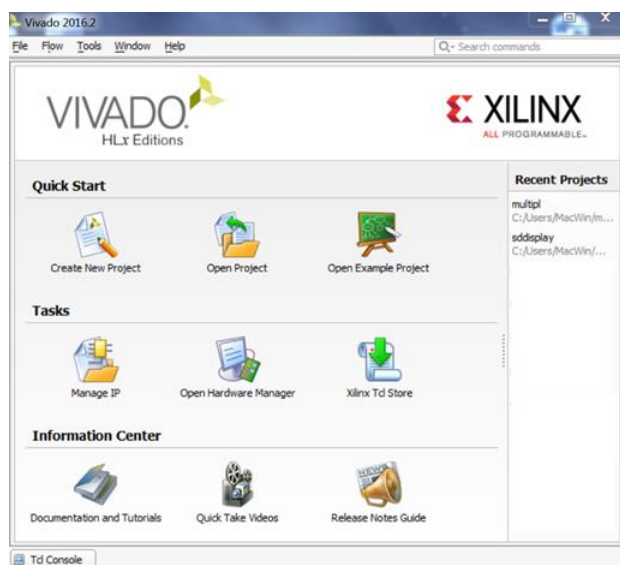 Vivado 2016.2
File Flow Tools Window Help
Q- Search commands
VIVADO.
HLx Editions
XILINX
ALL PROGRAMMABLE.
Quick Start
Create New Project
Open Project
Open Example Project
Tasks
Manage IP
Open Hardware Manager
Xilinx Tcl Store
Information Center
Documentation and Tutorials
Quick Take Videos
NEWS
Release Notes Guide
Recent Projects
multipl
C:/Users/MacWin/m...
sddisplay
C:/Users/MacWin/...
Tcl Console